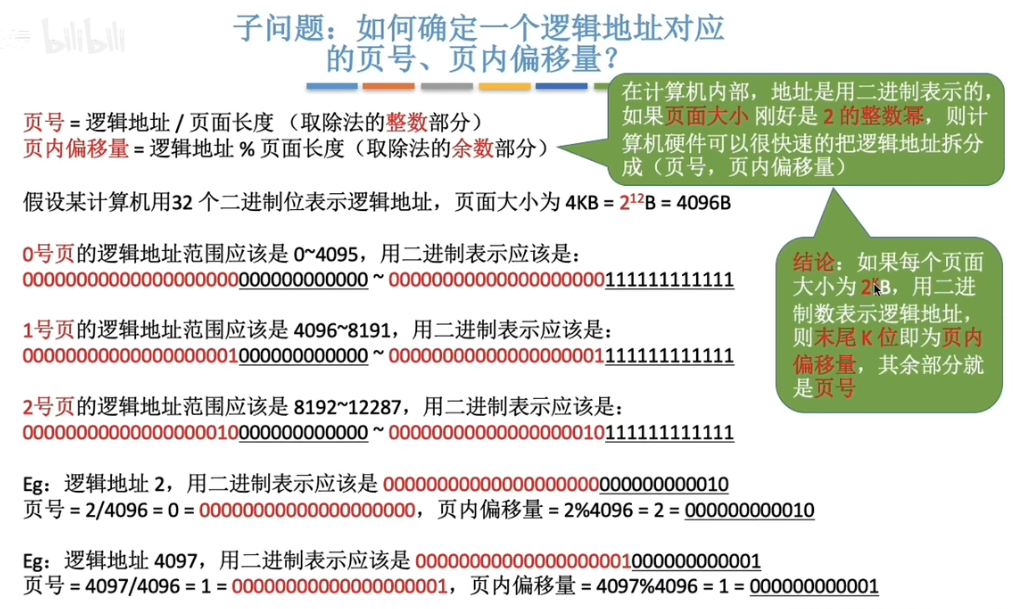 bilibili
子问题：如何确定一个逻辑地址对应
的页号、页内偏移量？
在计算机内部，地址是用二进制表示的，
如果页面大小 刚好是 2 的整数幂，则计
算机硬件可以很快速的把逻辑地址拆分
成（页号，页内偏移量）
页号 = 逻辑地址 / 页面长度 （取除法的整数部分）
页内偏移量 = 逻辑地址 % 页面长度（取除法的余数部分）
假设某计算机用32 个二进制位表示逻辑地址，页面大小为 4KB = 2¹²B = 4096B
0号页的逻辑地址范围应该是 0~4095，用二进制表示应该是：
00000000000000000000000000000000 ~ 00000000000000000000111111111111
1号页的逻辑地址范围应该是 4096~8191，用二进制表示应该是：
00000000000000000001000000000000 ~ 00000000000000000001111111111111
2号页的逻辑地址范围应该是 8192~12287，用二进制表示应该是：
00000000000000000010000000000000 ~ 00000000000000000010111111111111
结论：如果每个页面
大小为 2ᴷB，用二进
制数表示逻辑地址，
则末尾 K 位即为页内
偏移量，其余部分就
是页号
Eg：逻辑地址 2，用二进制表示应该是 00000000000000000000000000000010
页号 = 2/4096 = 0 = 00000000000000000000，页内偏移量 = 2%4096 = 2 = 000000000010
Eg：逻辑地址 4097，用二进制表示应该是 00000000000000000001000000000001
页号 = 4097/4096 = 1 = 00000000000000000001，页内偏移量 = 4097%4096 = 1 = 000000000001